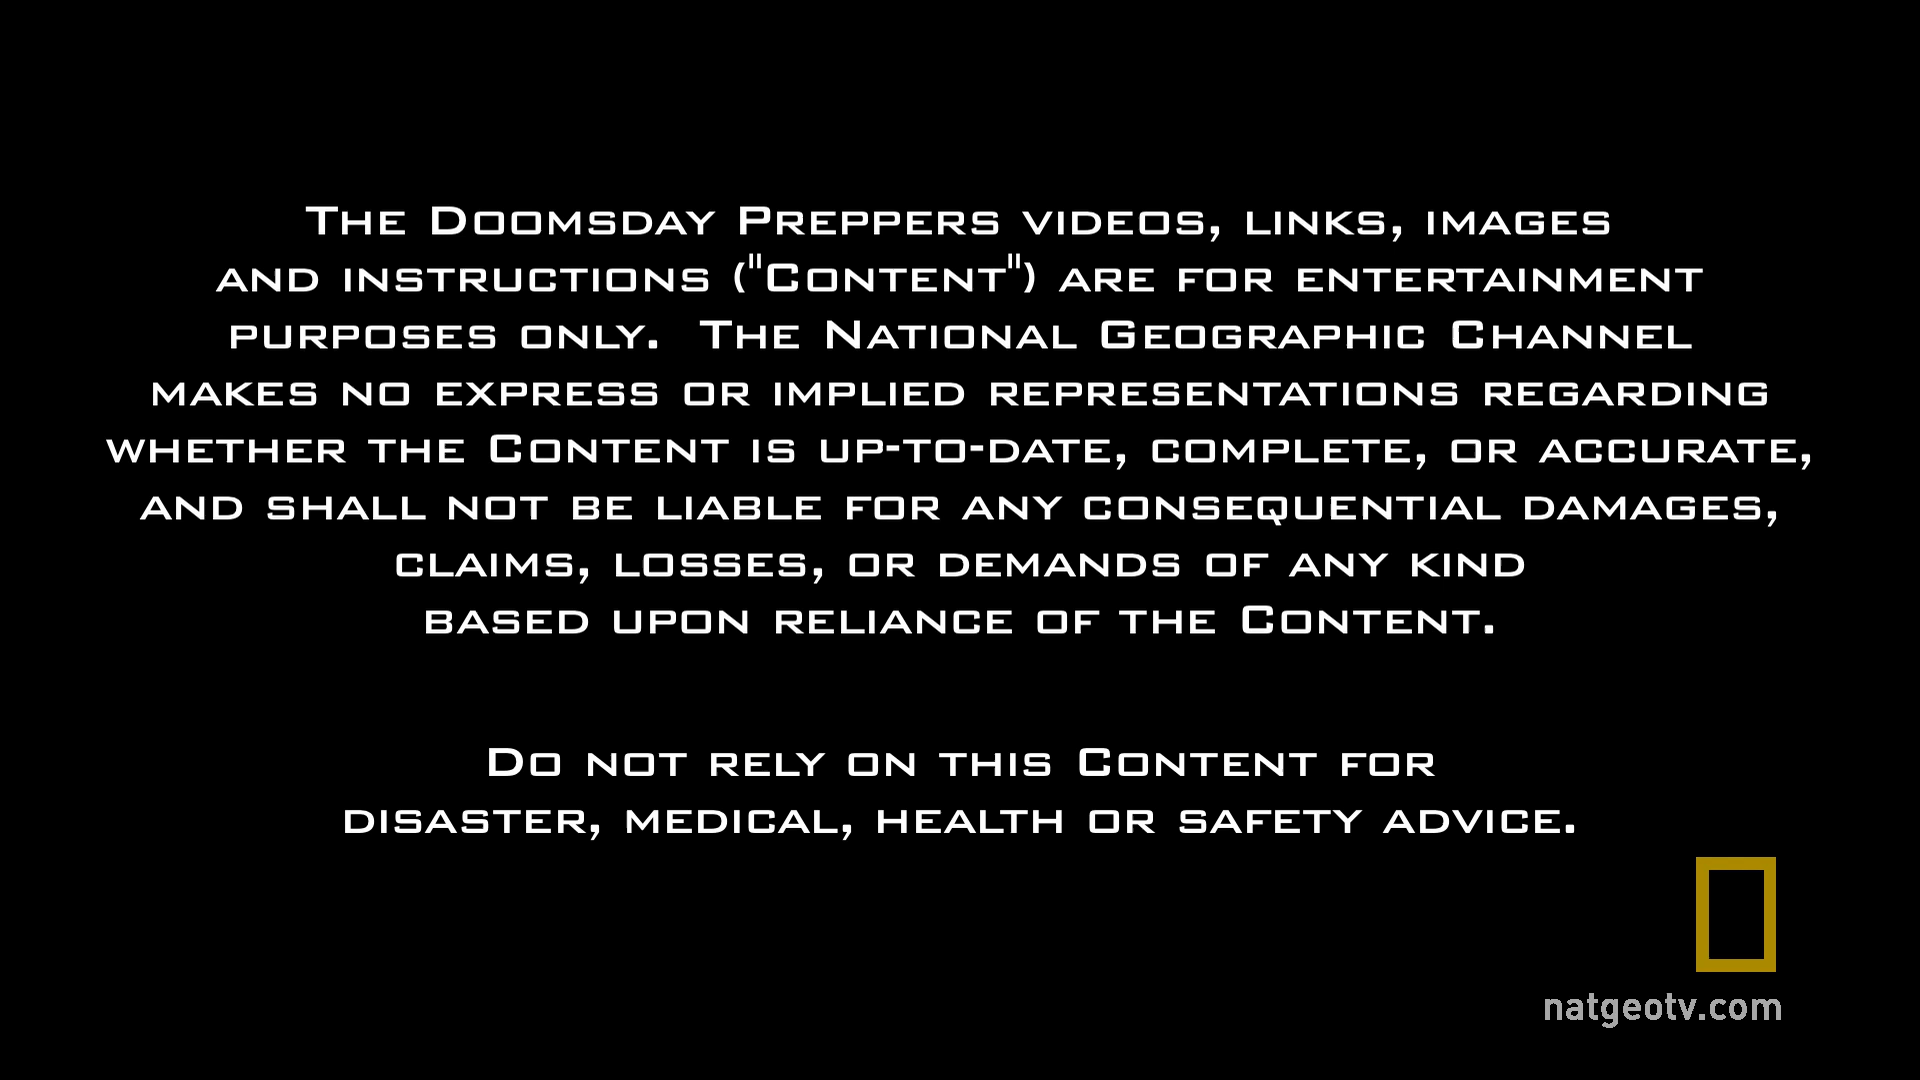 The Doomsday Preppers videos, links, images
and instructions ("Content") are for entertainment
purposes only.  The National Geographic Channel
makes no express or implied representations regarding
whether the Content is up-to-date, complete, or accurate,
and shall not be liable for any consequential damages,
claims, losses, or demands of any kind
based upon reliance of the Content.
Do not rely on this Content for
disaster, medical, health or safety advice.
natgeotv.com